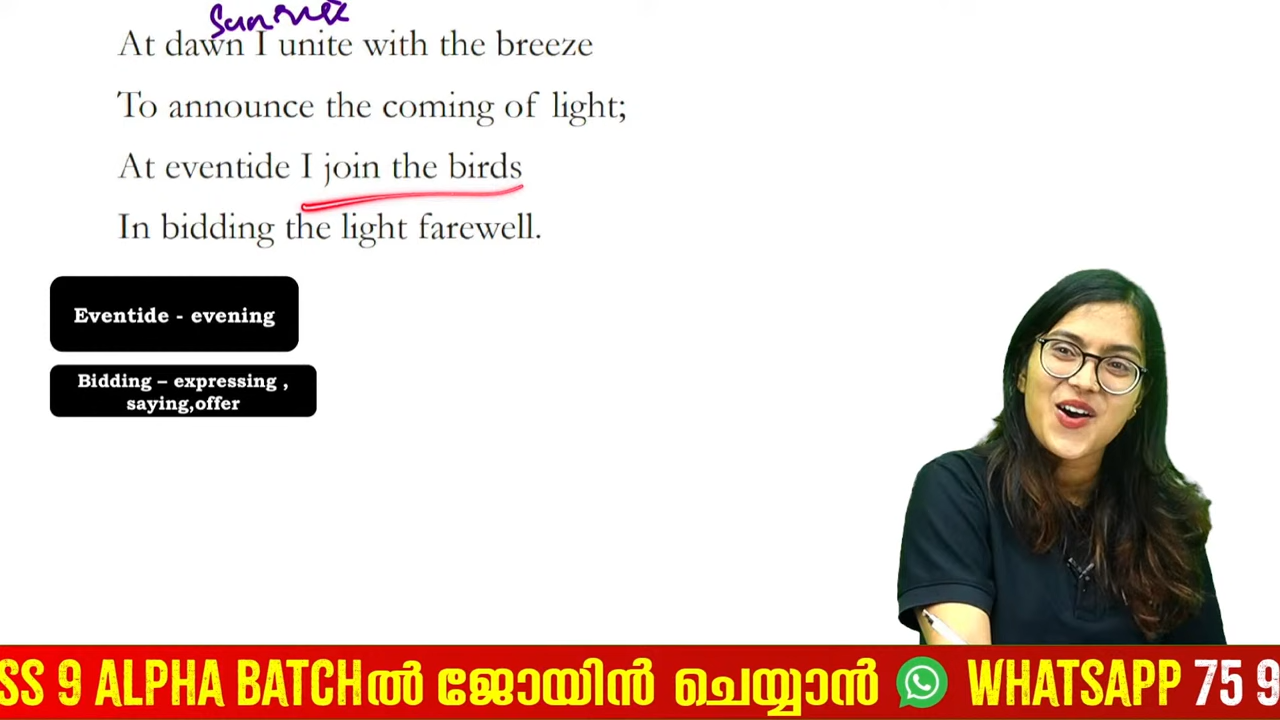 Sunrise
At dawn I unite with the breeze
To announce the coming of light;
At eventide I join the birds
In bidding the light farewell.
Eventide - evening
Bidding – expressing ,
saying,offer
SS 9 ALPHA BATCHൽ ജോയിൻ ചെയ്യാൻ WHATSAPP 75 9